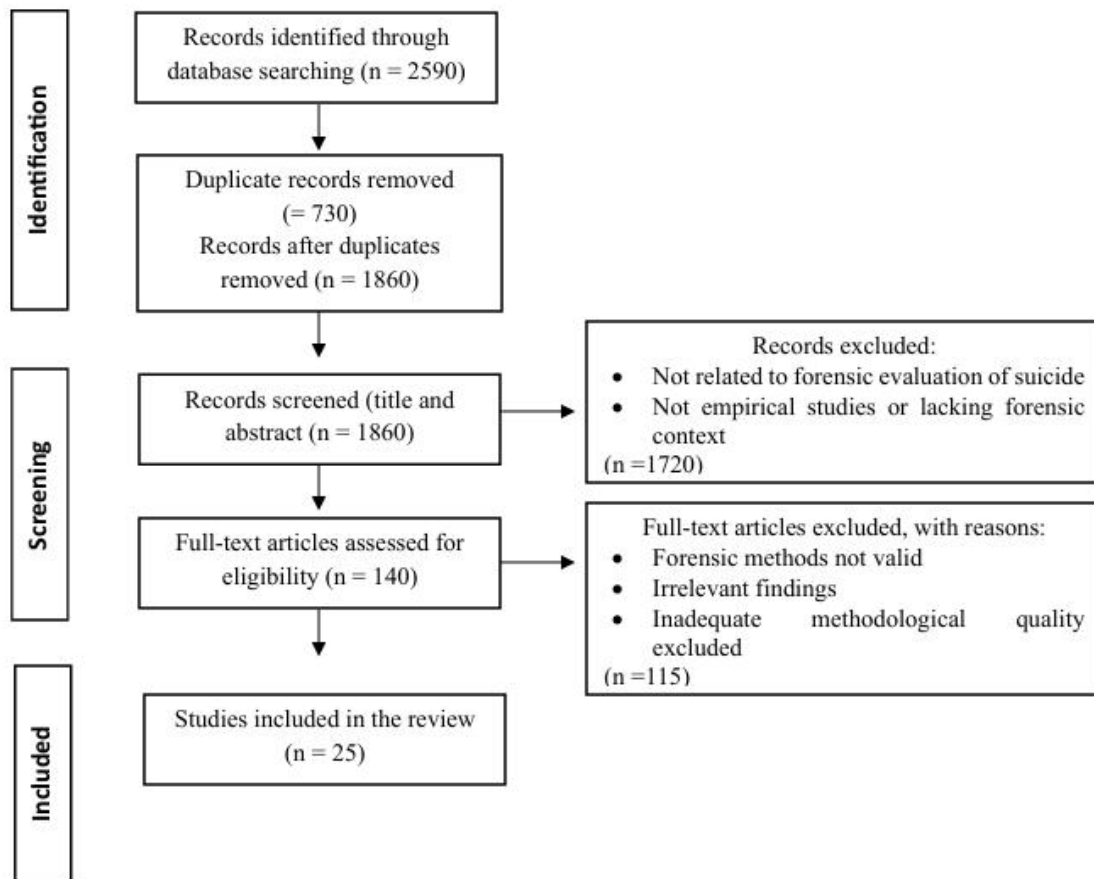 Identification
Records identified through
database searching (n = 2590)
Duplicate records removed
(= 730)
Records after duplicates
removed (n = 1860)
Screening
Records screened (title and
abstract (n = 1860)
Records excluded:
• Not related to forensic evaluation of suicide
• Not empirical studies or lacking forensic
context
(n =1720)
Full-text articles assessed for
eligibility (n = 140)
Full-text articles excluded, with reasons:
• Forensic methods not valid
• Irrelevant findings
• Inadequate methodological quality
excluded
(n =115)
Included
Studies included in the review
(n = 25)